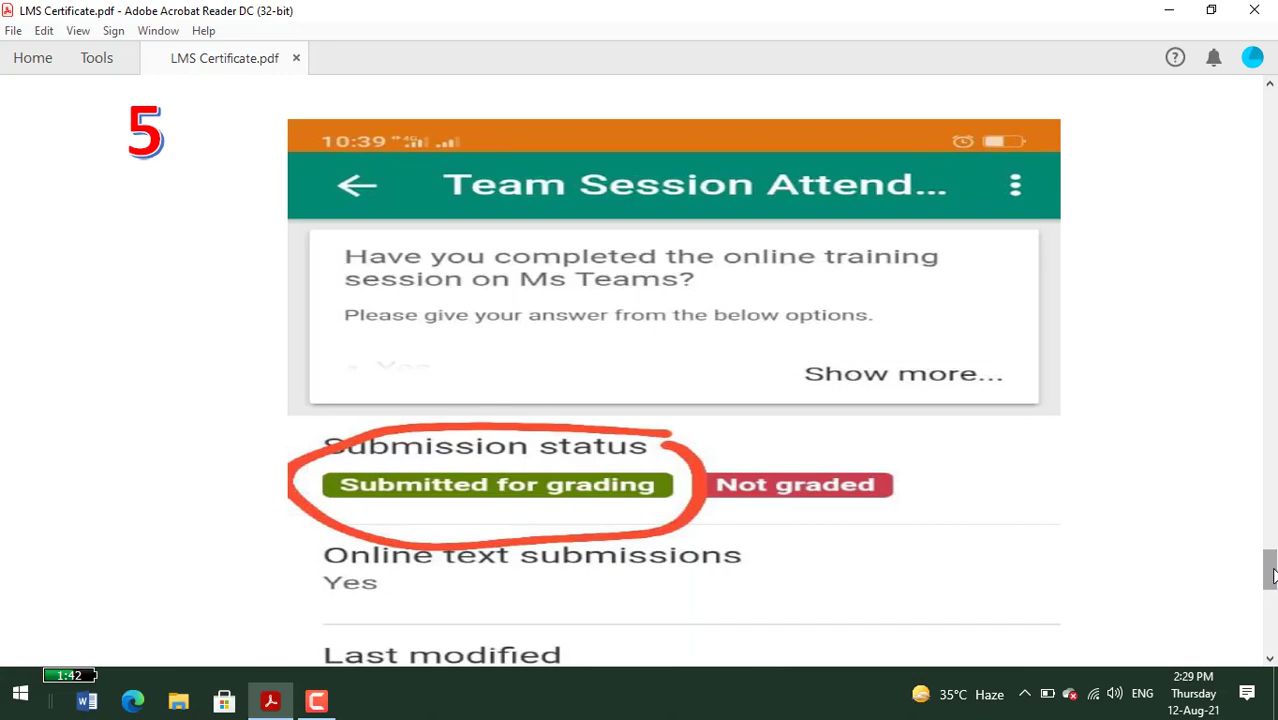 LMS Certificate.pdf - Adobe Acrobat Reader DC (32-bit)
File Edit View Sign Window Help
Home Tools LMS Certificate.pdf ×
5
10:39 4G
Team Session Attend...
Have you completed the online training
session on Ms Teams?
Please give your answer from the below options.
Yes
Show more...
Submission status
Submitted for grading Not graded
Online text submissions
Yes
Last modified
1:42
35°C Haze ENG
2:29 PM
Thursday
12-Aug-21